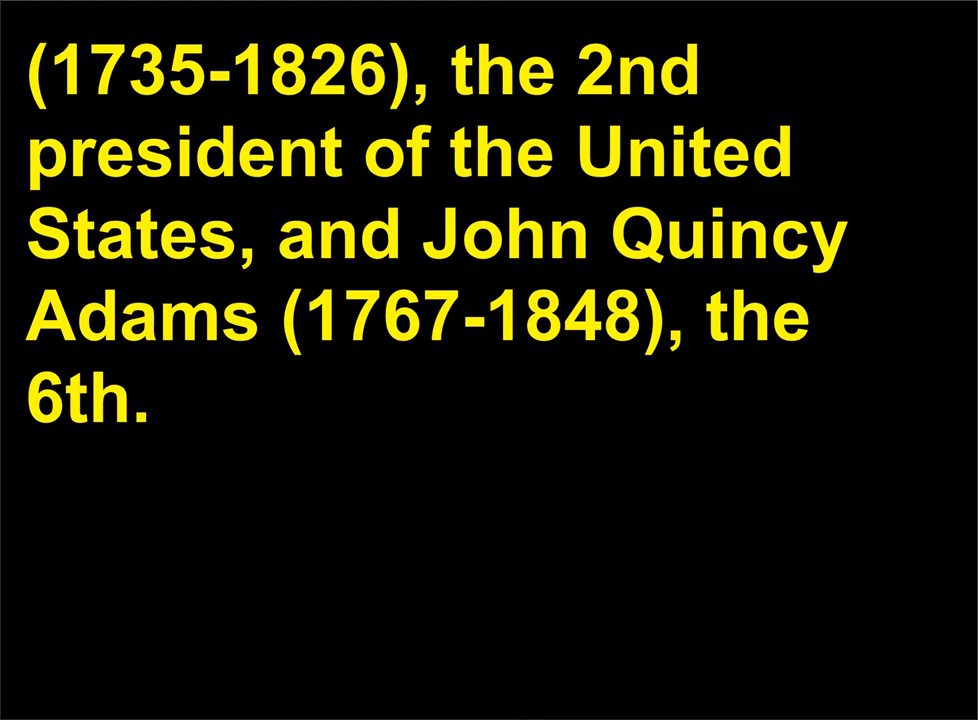 (1735-1826), the 2nd
president of the United
States, and John Quincy
Adams (1767-1848), the
6th.